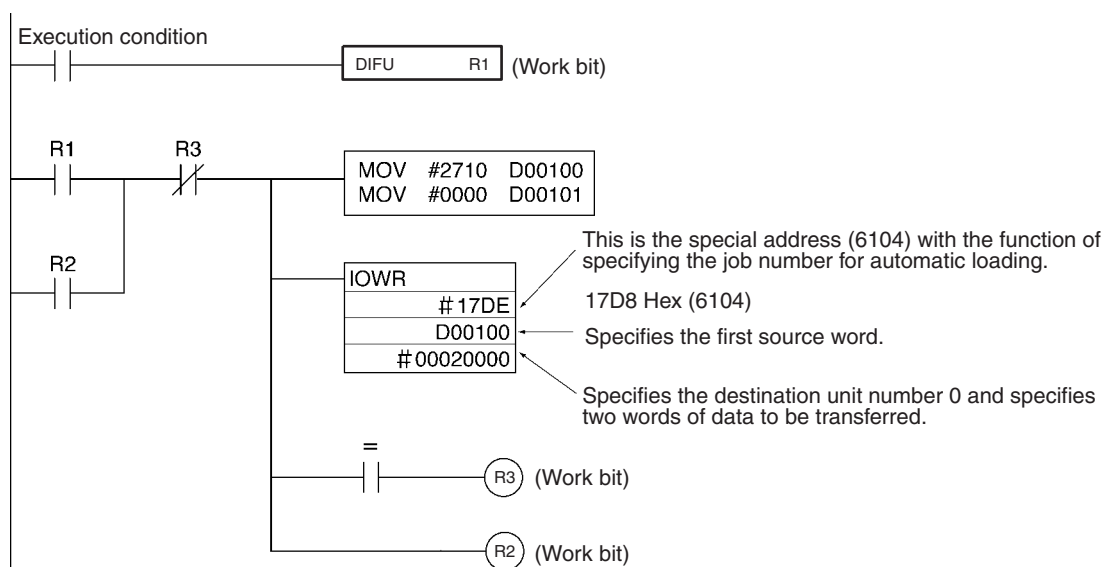 Execution condition
DIFU R1 (Work bit)
R1 R3
MOV #2710 D00100
MOV #0000 D00101
This is the special address (6104) with the function of
specifying the job number for automatic loading.
R2
IOWR
#17DE
17D8 Hex (6104)
D00100
Specifies the first source word.
#00020000
Specifies the destination unit number 0 and specifies
two words of data to be transferred.
=
R3 (Work bit)
R2 (Work bit)